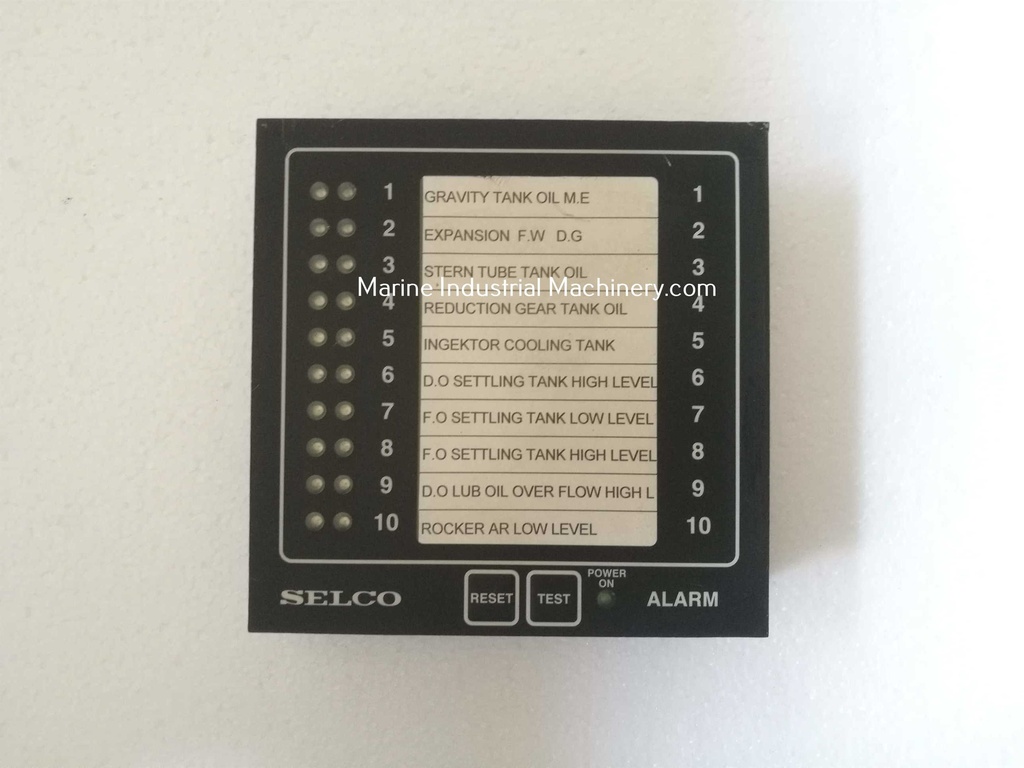 1 GRAVITY TANK OIL M.E 1
2 EXPANSION F.W D.G 2
3 STERN TUBE TANK OIL 3
Marine Industrial Machinery.com
4 REDUCTION GEAR TANK OIL 4
5 INGEKTOR COOLING TANK 5
6 D.O SETTLING TANK HIGH LEVEL 6
7 F.O SETTLING TANK LOW LEVEL 7
8 F.O SETTLING TANK HIGH LEVEL 8
9 D.O LUB OIL OVER FLOW HIGH L 9
10 ROCKER AR LOW LEVEL 10
POWER
ON
SELCO RESET TEST ALARM